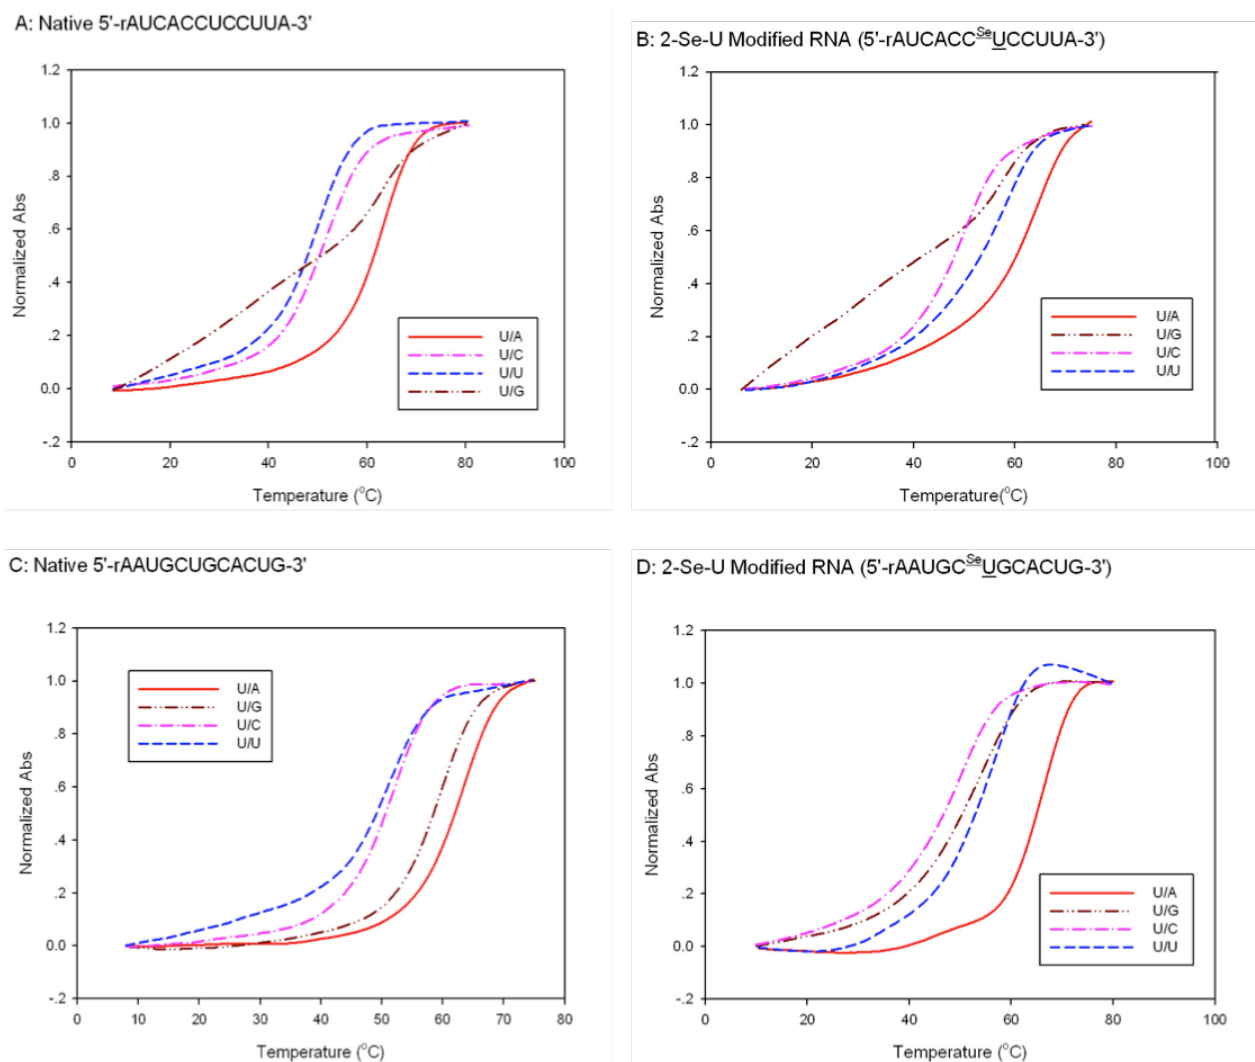 A: Native 5'-rAUCACCUCCUUA-3'
1.2
1.0
.8
.6
.4
.2
0.0
-.2
Normalized Abs
U/A
U/C
U/U
U/G
0 20 40 60 80 100
Temperature (°C)
B: 2-Se-U Modified RNA (5'-rAUCACC^SeUCCUUA-3')
1.2
1.0
.8
.6
.4
.2
0.0
-.2
Normalized Abs
U/A
U/G
U/C
U/U
0 20 40 60 80 100
Temperature(°C)
C: Native 5'-rAAUGCUGCACUG-3'
1.2
1.0
.8
.6
.4
.2
0.0
-.2
Normalized Abs
U/A
U/G
U/C
U/U
0 10 20 30 40 50 60 70 80
Temperature (°C)
D: 2-Se-U Modified RNA (5'-rAAUGC^SeUGCACUG-3')
1.2
1.0
.8
.6
.4
.2
0.0
-.2
Normalized Abs
U/A
U/G
U/C
U/U
0 20 40 60 80 100
Temperature (°C)